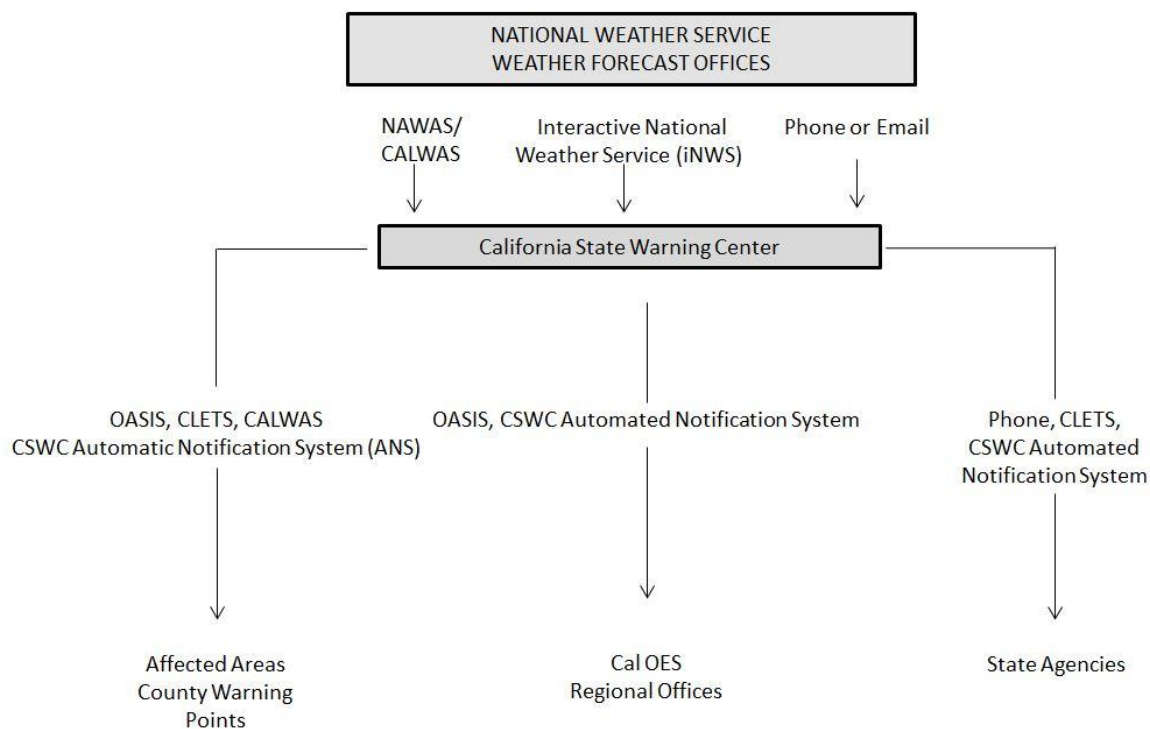 NATIONAL WEATHER SERVICE
WEATHER FORECAST OFFICES
NAWAS/
CALWAS
Interactive National
Weather Service (iNWS)
Phone or Email
California State Warning Center
OASIS, CLETS, CALWAS
CSWC Automatic Notification System (ANS)
OASIS, CSWC Automated Notification System
Phone, CLETS,
CSWC Automated
Notification System
Affected Areas
County Warning
Points
Cal OES
Regional Offices
State Agencies